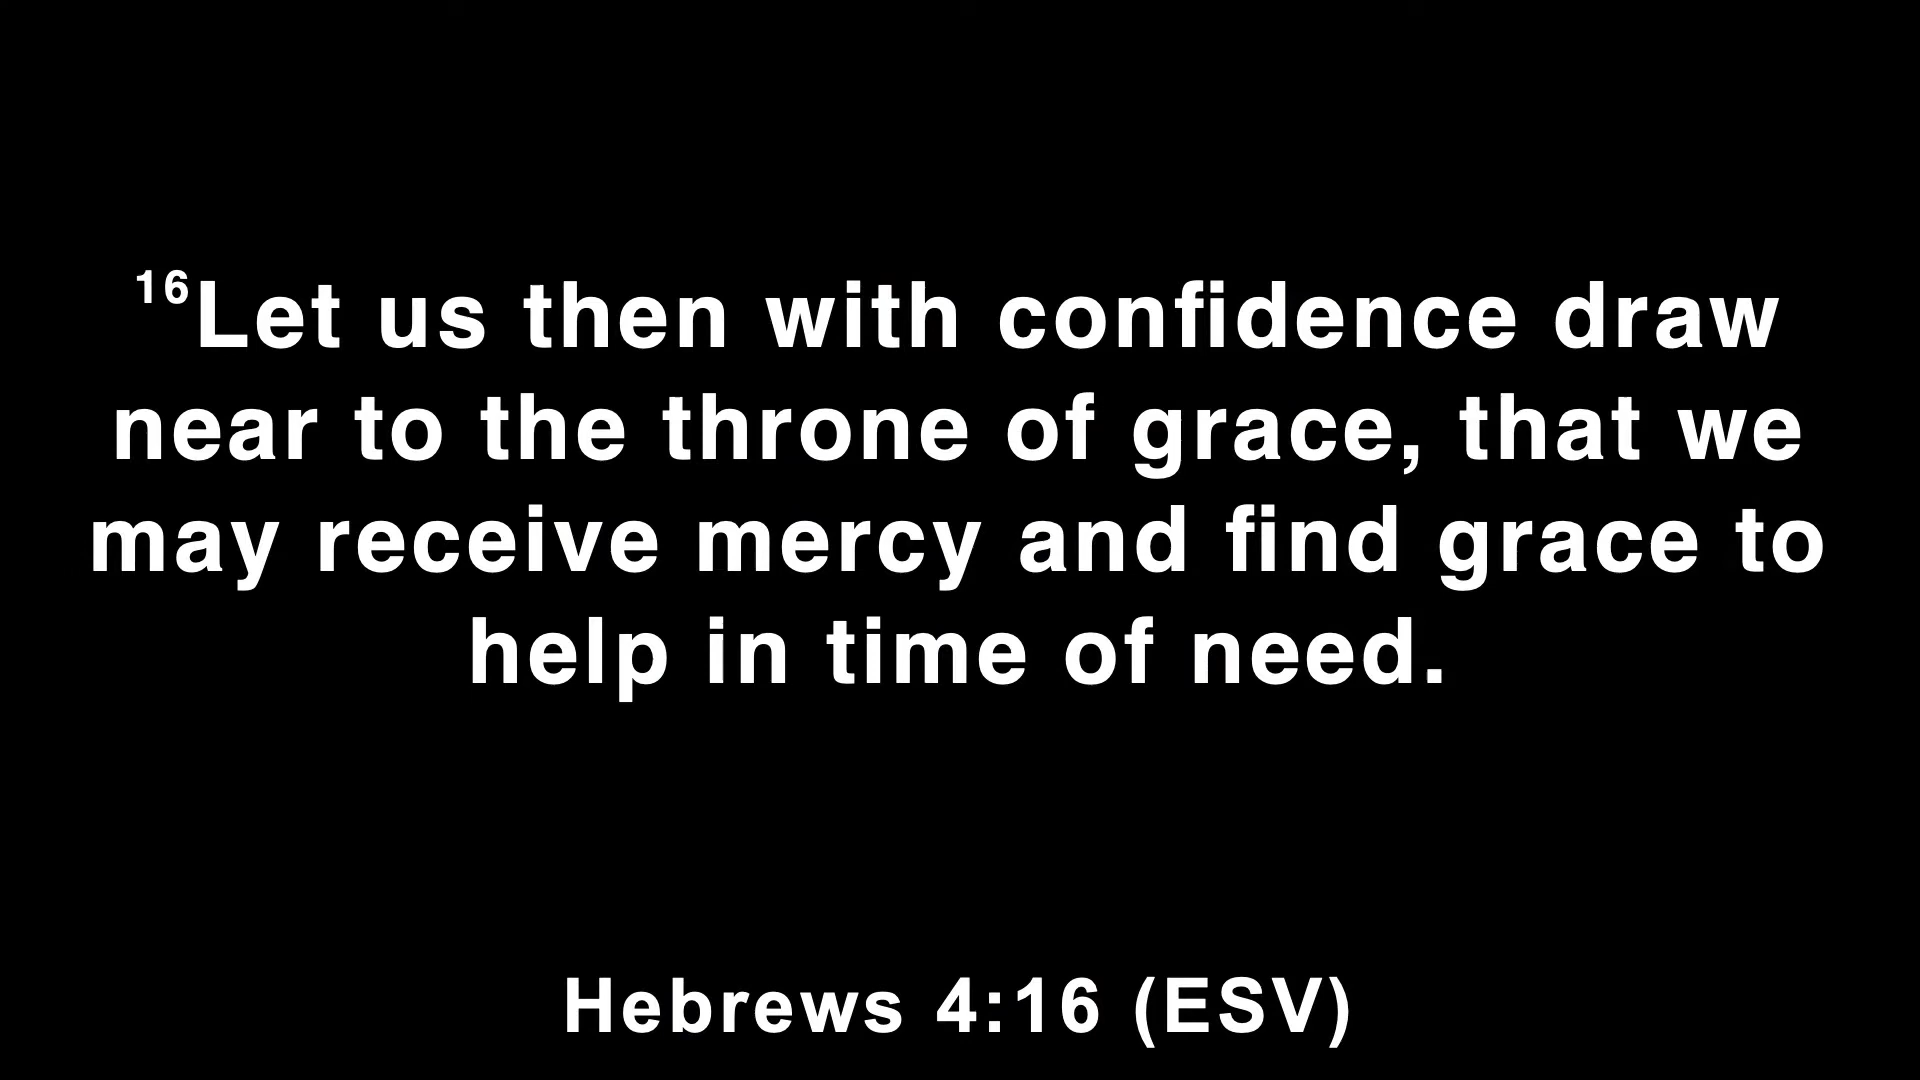 16Let us then with confidence draw
near to the throne of grace, that we
may receive mercy and find grace to
help in time of need.
Hebrews 4:16 (ESV)